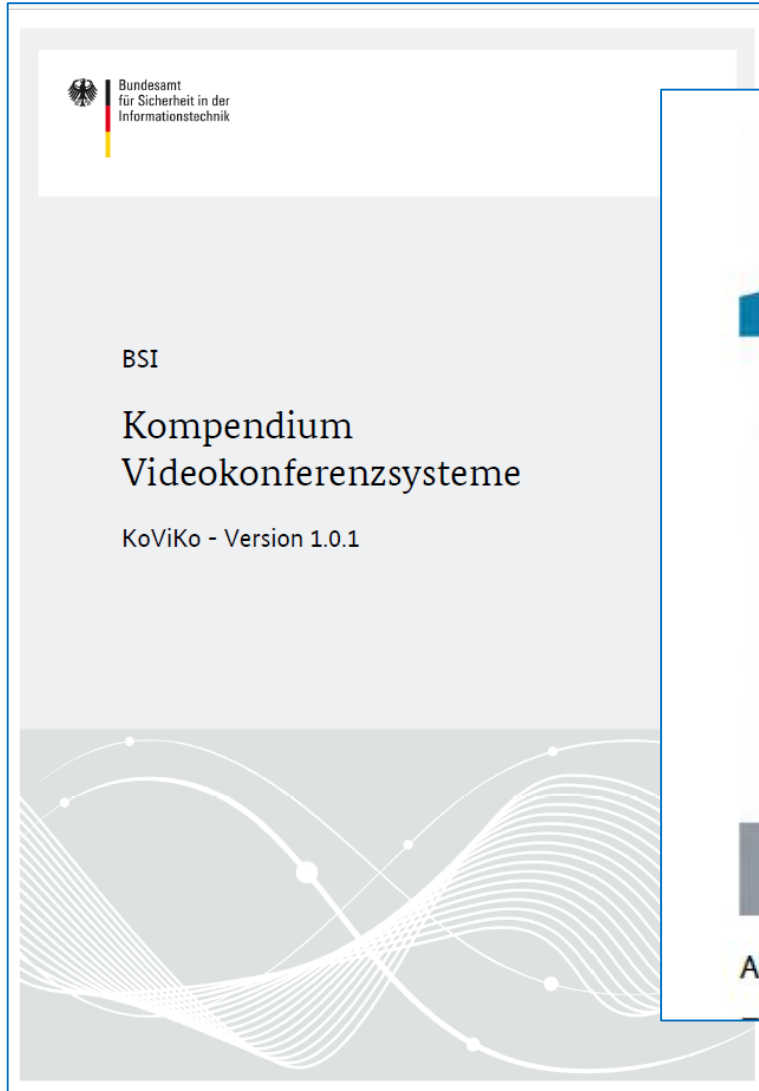 Bundesamt
für Sicherheit in der
Informationstechnik
BSI
Kompendium
Videokonferenzsysteme
KoViKo - Version 1.0.1
A